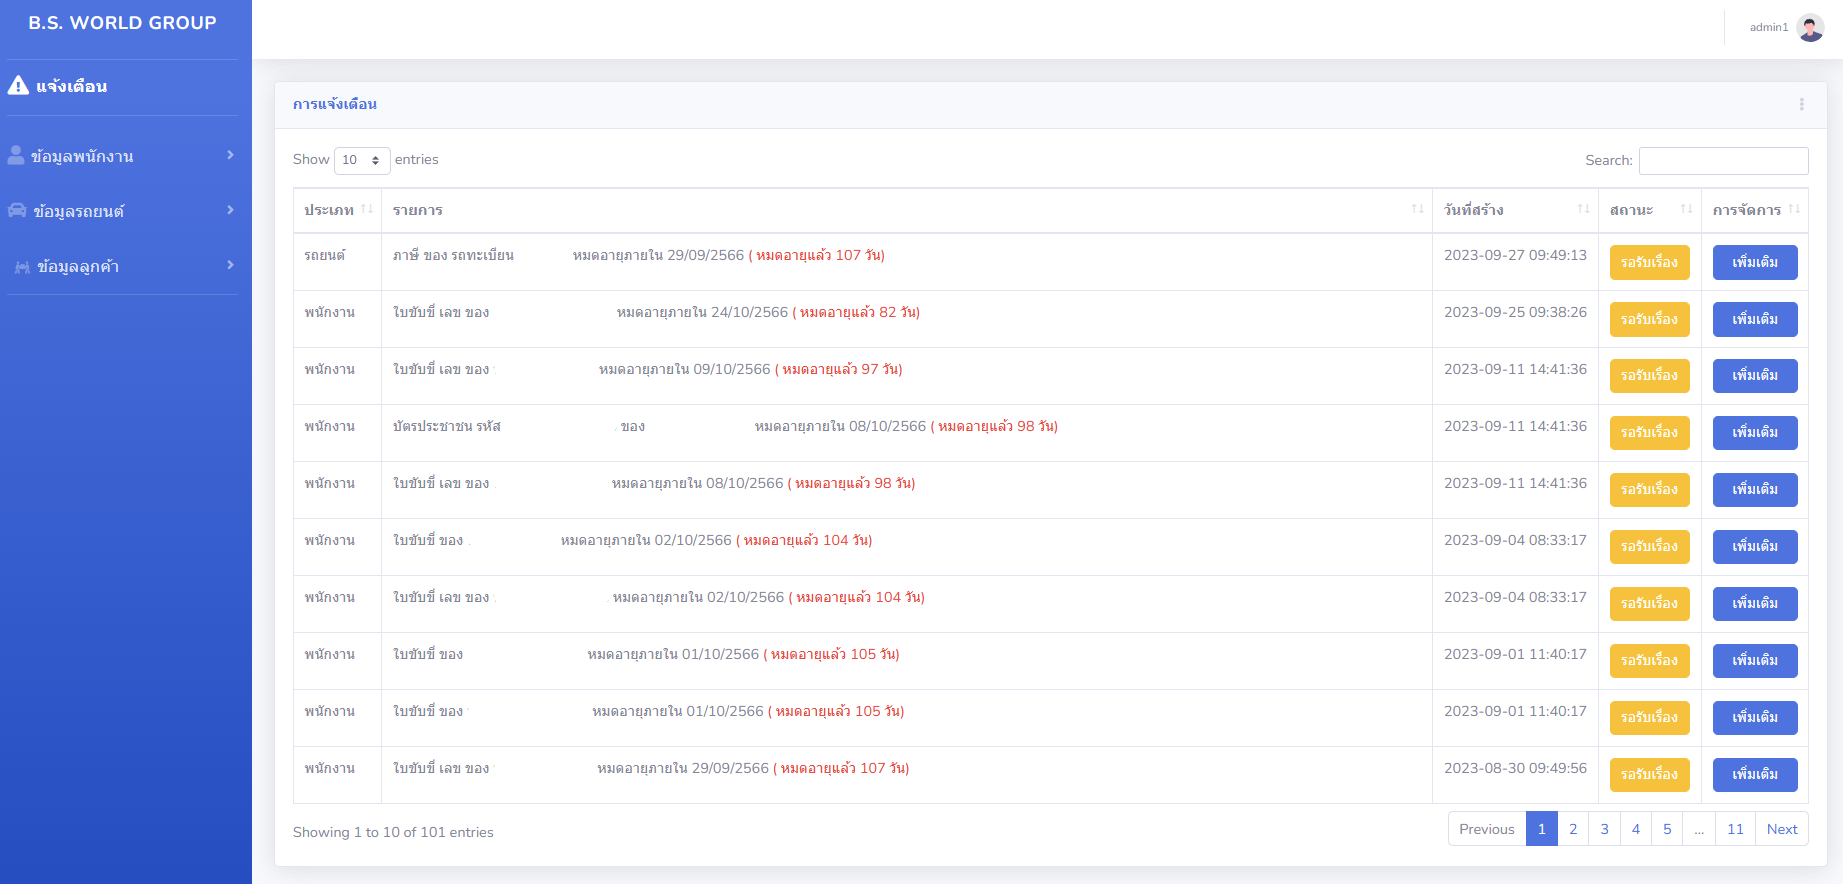 B.S. WORLD GROUP
admin1
แจ้งเตือน
ข้อมูลพนักงาน
ข้อมูลรถยนต์
ข้อมูลลูกค้า
การแจ้งเตือน
Show 10 entries
Search:
ประเภท รายการ วันที่สร้าง สถานะ การจัดการ
รถยนต์ ภาษี ของ รถทะเบียน หมดอายุภายใน 29/09/2566 ( หมดอายุแล้ว 107 วัน) 2023-09-27 09:49:13 รอรับเรื่อง เพิ่มเติม
พนักงาน ใบขับขี่ เลข ของ หมดอายุภายใน 24/10/2566 ( หมดอายุแล้ว 82 วัน) 2023-09-25 09:38:26 รอรับเรื่อง เพิ่มเติม
พนักงาน ใบขับขี่ เลข ของ หมดอายุภายใน 09/10/2566 ( หมดอายุแล้ว 97 วัน) 2023-09-11 14:41:36 รอรับเรื่อง เพิ่มเติม
พนักงาน บัตรประชาชน รหัส ของ หมดอายุภายใน 08/10/2566 ( หมดอายุแล้ว 98 วัน) 2023-09-11 14:41:36 รอรับเรื่อง เพิ่มเติม
พนักงาน ใบขับขี่ เลข ของ หมดอายุภายใน 08/10/2566 ( หมดอายุแล้ว 98 วัน) 2023-09-11 14:41:36 รอรับเรื่อง เพิ่มเติม
พนักงาน ใบขับขี่ ของ หมดอายุภายใน 02/10/2566 ( หมดอายุแล้ว 104 วัน) 2023-09-04 08:33:17 รอรับเรื่อง เพิ่มเติม
พนักงาน ใบขับขี่ เลข ของ หมดอายุภายใน 02/10/2566 ( หมดอายุแล้ว 104 วัน) 2023-09-04 08:33:17 รอรับเรื่อง เพิ่มเติม
พนักงาน ใบขับขี่ ของ หมดอายุภายใน 01/10/2566 ( หมดอายุแล้ว 105 วัน) 2023-09-01 11:40:17 รอรับเรื่อง เพิ่มเติม
พนักงาน ใบขับขี่ ของ หมดอายุภายใน 01/10/2566 ( หมดอายุแล้ว 105 วัน) 2023-09-01 11:40:17 รอรับเรื่อง เพิ่มเติม
พนักงาน ใบขับขี่ เลข ของ หมดอายุภายใน 29/09/2566 ( หมดอายุแล้ว 107 วัน) 2023-08-30 09:49:56 รอรับเรื่อง เพิ่มเติม
Showing 1 to 10 of 101 entries
Previous 1 2 3 4 5 ... 11 Next